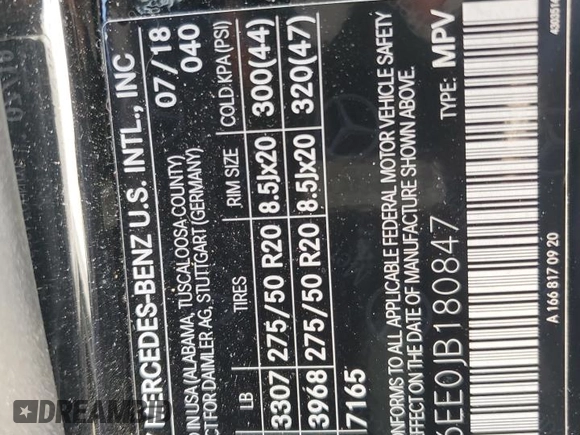 MERCEDES-BENZ U.S. INTL., INC
07/18
IN USA (ALABAMA, TUSCALOOSA COUNTY)
040
FOR DAIMLER AG, STUTTGART (GERMANY)
LB TIRES RIM SIZE COLD KPA (PSI)
3307 275/50 R20 8.5Jx20 300(44)
3968 275/50 R20 8.5Jx20 320(47)
7165
CONFORMS TO ALL APPLICABLE FEDERAL MOTOR VEHICLE SAFETY
EFFECT ON THE DATE OF MANUFACTURE SHOWN ABOVE.
6EE0JB180847 TYPE: MPV
A 166 817 09 20